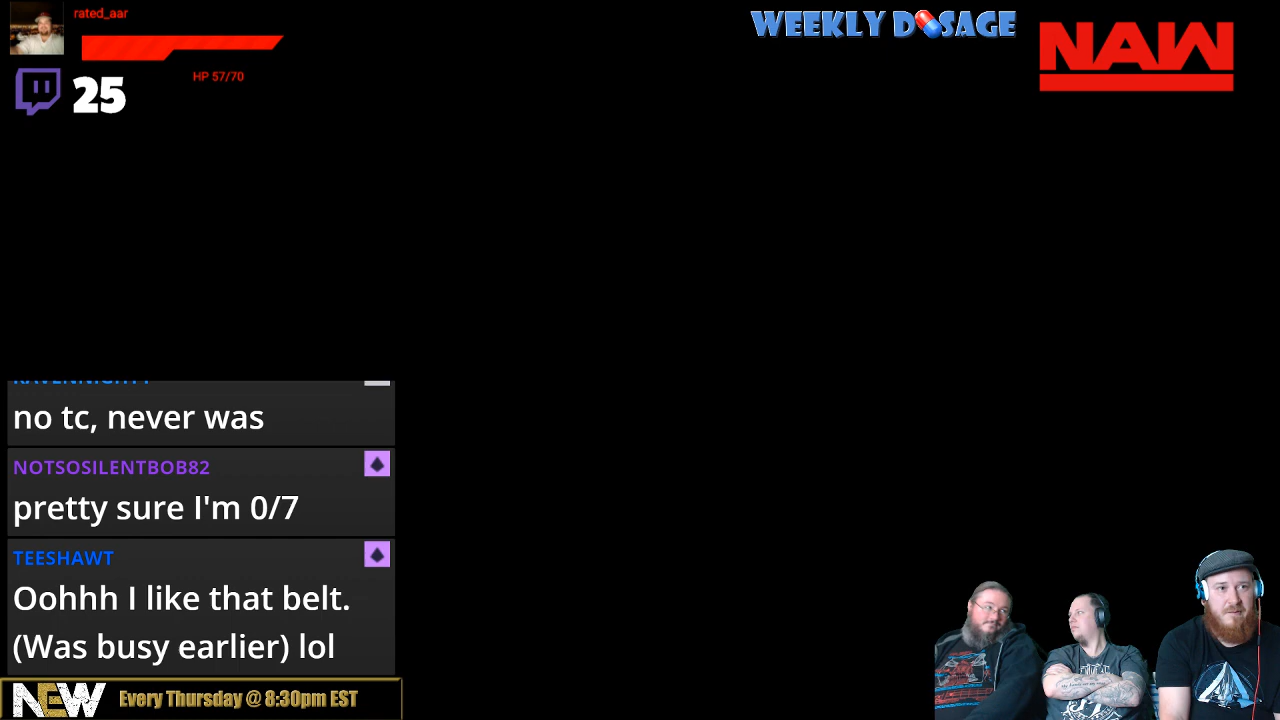 rated_aar
HP 57/70
25
WEEKLY DOSAGE
NAW
no tc, never was
NOTSOSILENTBOB82
pretty sure I'm 0/7
TEESHAWT
Oohhh I like that belt.
(Was busy earlier) lol
NEW
Every Thursday @ 8:30pm EST